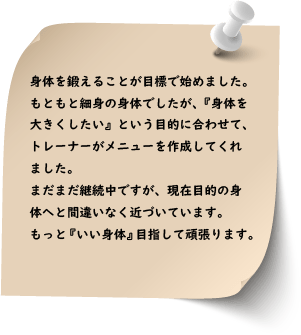 身体を鍛えることが目標で始めました。
もともと細身の身体でしたが、『身体を
大きくしたい』という目的に合わせて、
トレーナーがメニューを作成してくれ
ました。
まだまだ継続中ですが、現在目的の身
体へと間違いなく近づいています。
もっと『いい身体』目指して頑張ります。